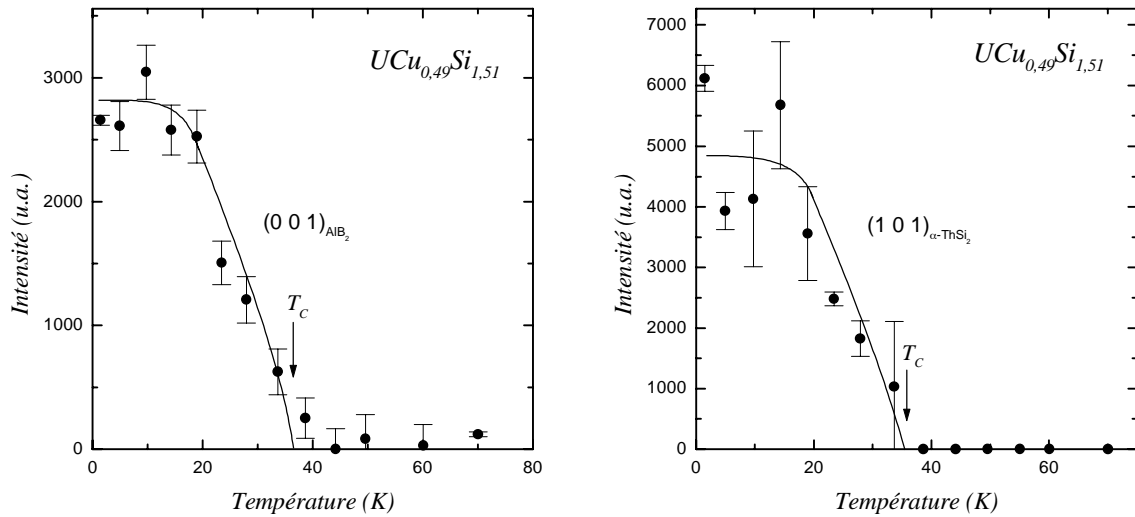 UCu0,49Si1,51
3000
2000
1000
0
Intensité (u.a.)
(0 0 1)AlB2
TC
0 20 40 60 80
Température (K)
UCu0,49Si1,51
7000
6000
5000
4000
3000
2000
1000
0
Intensité (u.a.)
(1 0 1)α-ThSi2
TC
0 20 40 60
Température (K)